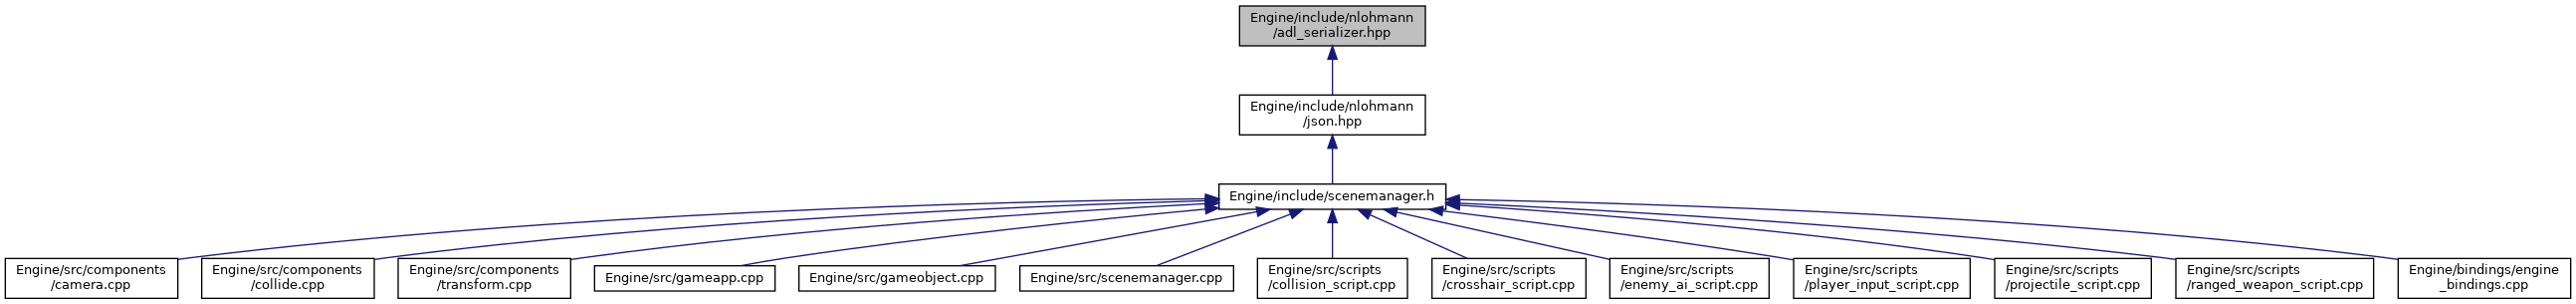 Engine/include/nlohmann
/adl_serializer.hpp
Engine/include/nlohmann
/json.hpp
Engine/include/scenemanager.h
Engine/src/components
/camera.cpp
Engine/src/components
/collide.cpp
Engine/src/components
/transform.cpp
Engine/src/gameapp.cpp
Engine/src/gameobject.cpp
Engine/src/scenemanager.cpp
Engine/src/scripts
/collision_script.cpp
Engine/src/scripts
/crosshair_script.cpp
Engine/src/scripts
/enemy_ai_script.cpp
Engine/src/scripts
/player_input_script.cpp
Engine/src/scripts
/projectile_script.cpp
Engine/src/scripts
/ranged_weapon_script.cpp
Engine/bindings/engine
_bindings.cpp